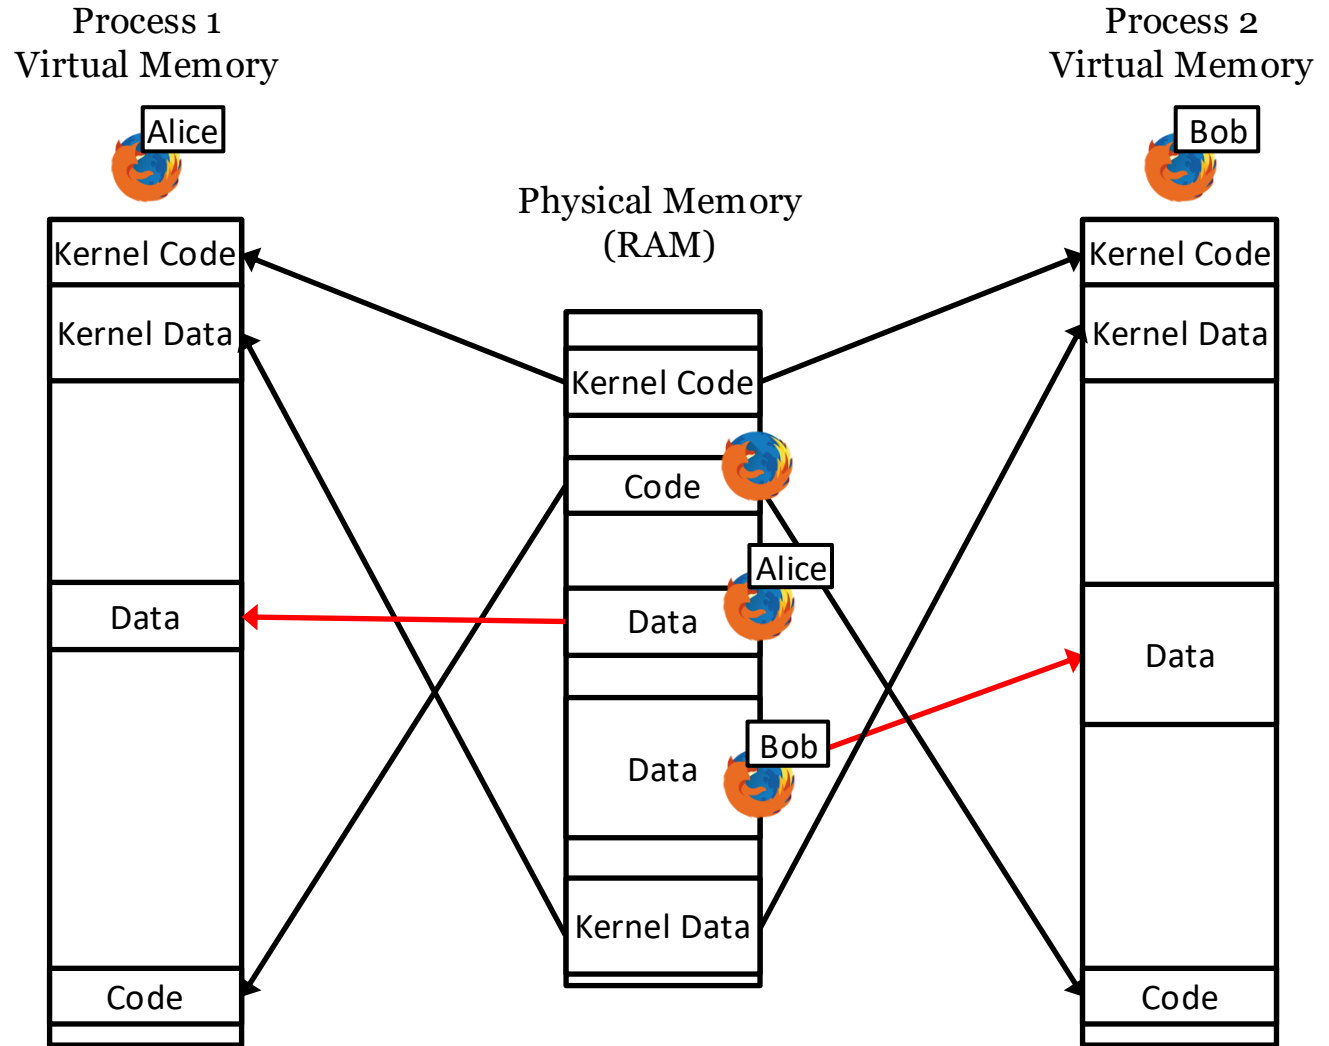 Process 1
Virtual Memory
Alice
Kernel Code
Kernel Data
Data
Code
Physical Memory
(RAM)
Kernel Code
Code
Alice
Data
Bob
Data
Kernel Data
Process 2
Virtual Memory
Bob
Kernel Code
Kernel Data
Data
Code